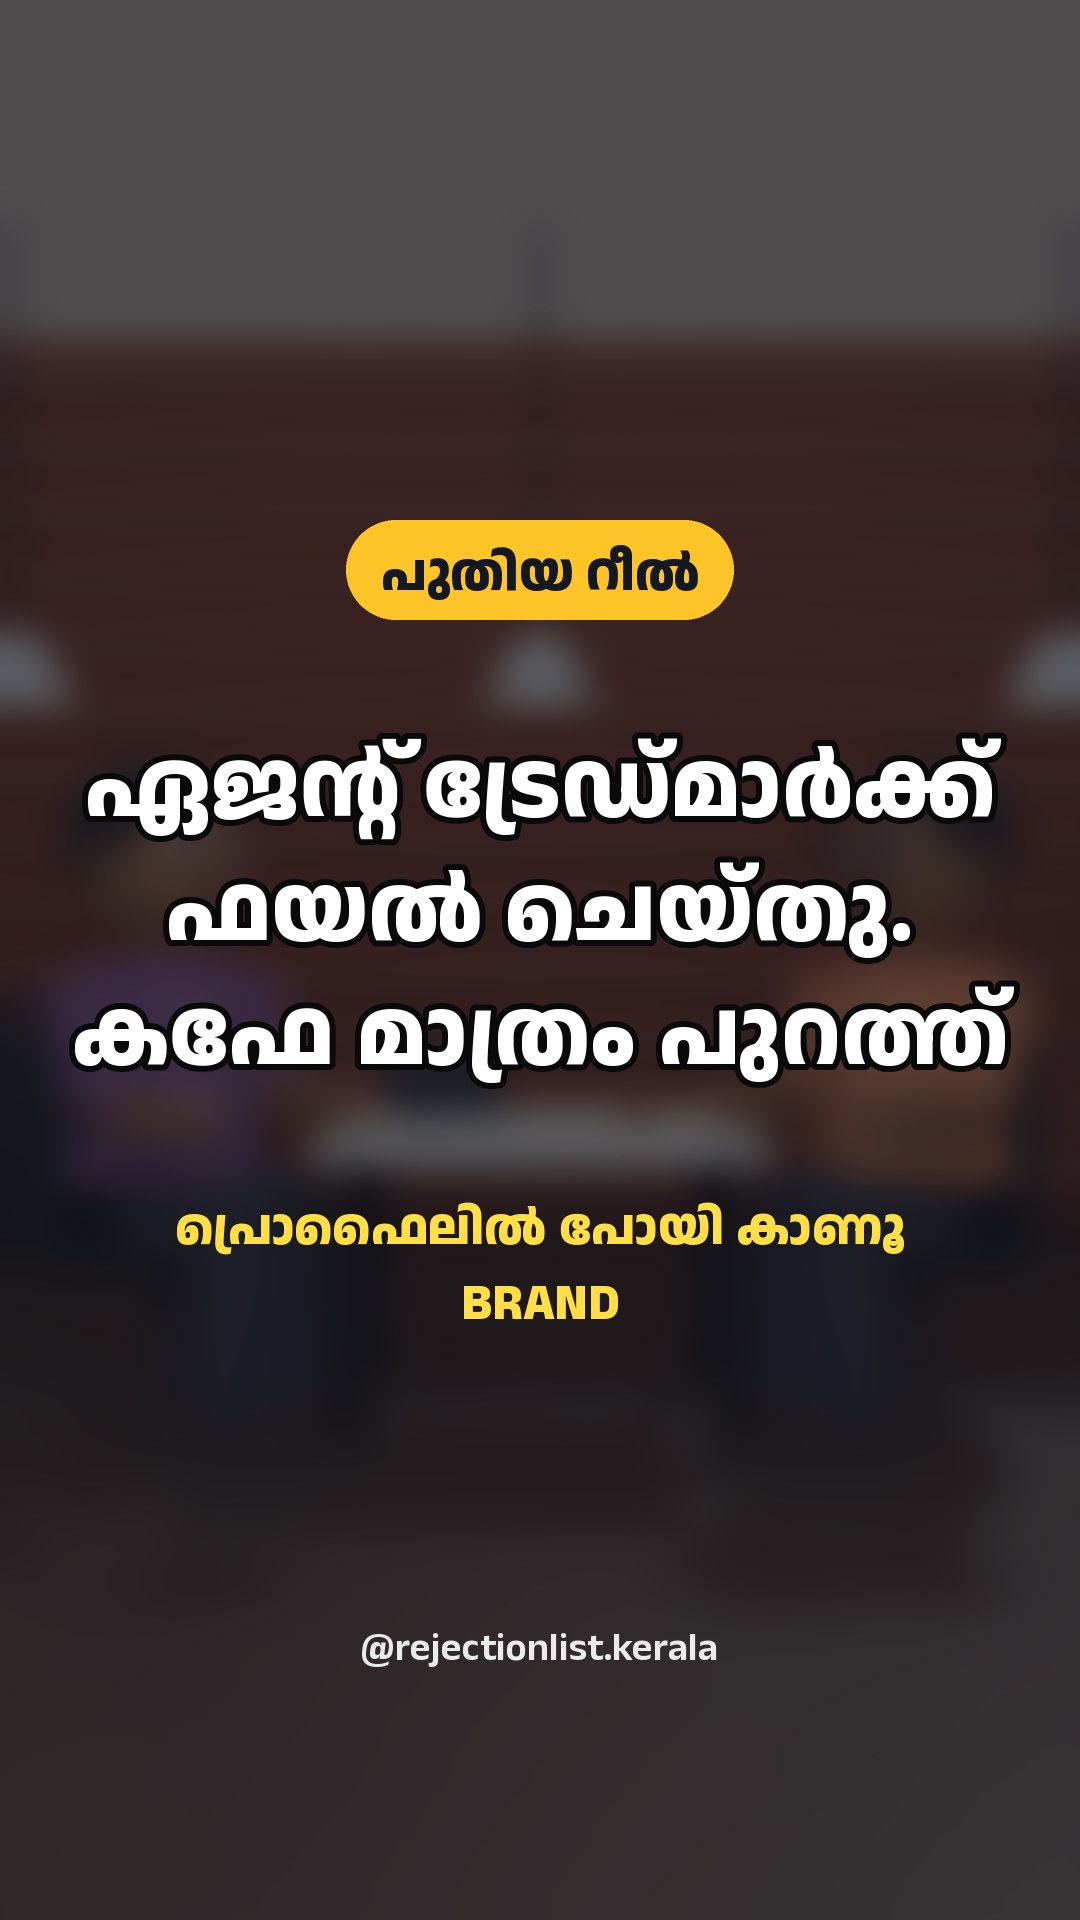 പുതിയ റീൽ
ഏജന്റ് ട്രേഡ്മാർക്ക്
ഫയൽ ചെയ്തു.
കഫേ മാത്രം പുറത്ത്
പ്രൊഫൈലിൽ പോയി കാണൂ
BRAND
@rejectionlist.kerala